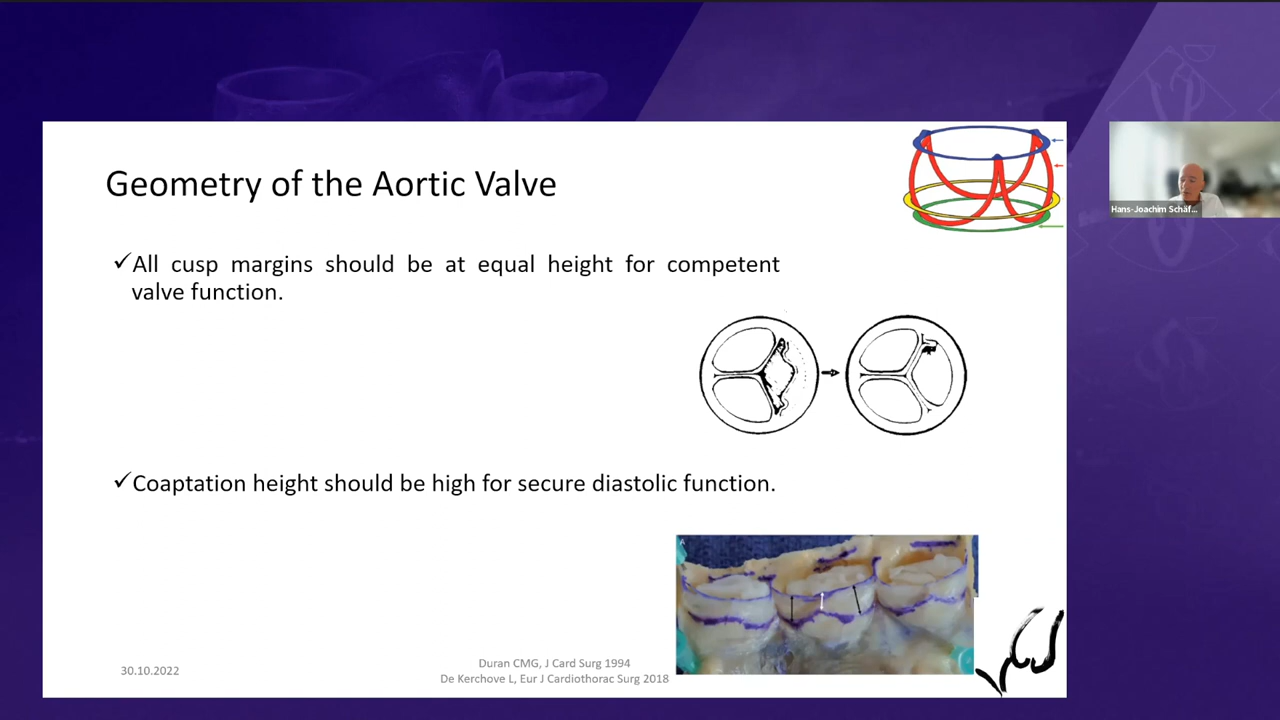 Geometry of the Aortic Valve
Hans-Joachim Schäf...
✓All cusp margins should be at equal height for competent
valve function.
✓Coaptation height should be high for secure diastolic function.
30.10.2022
Duran CMG, J Card Surg 1994
De Kerchove L, Eur J Cardiothorac Surg 2018